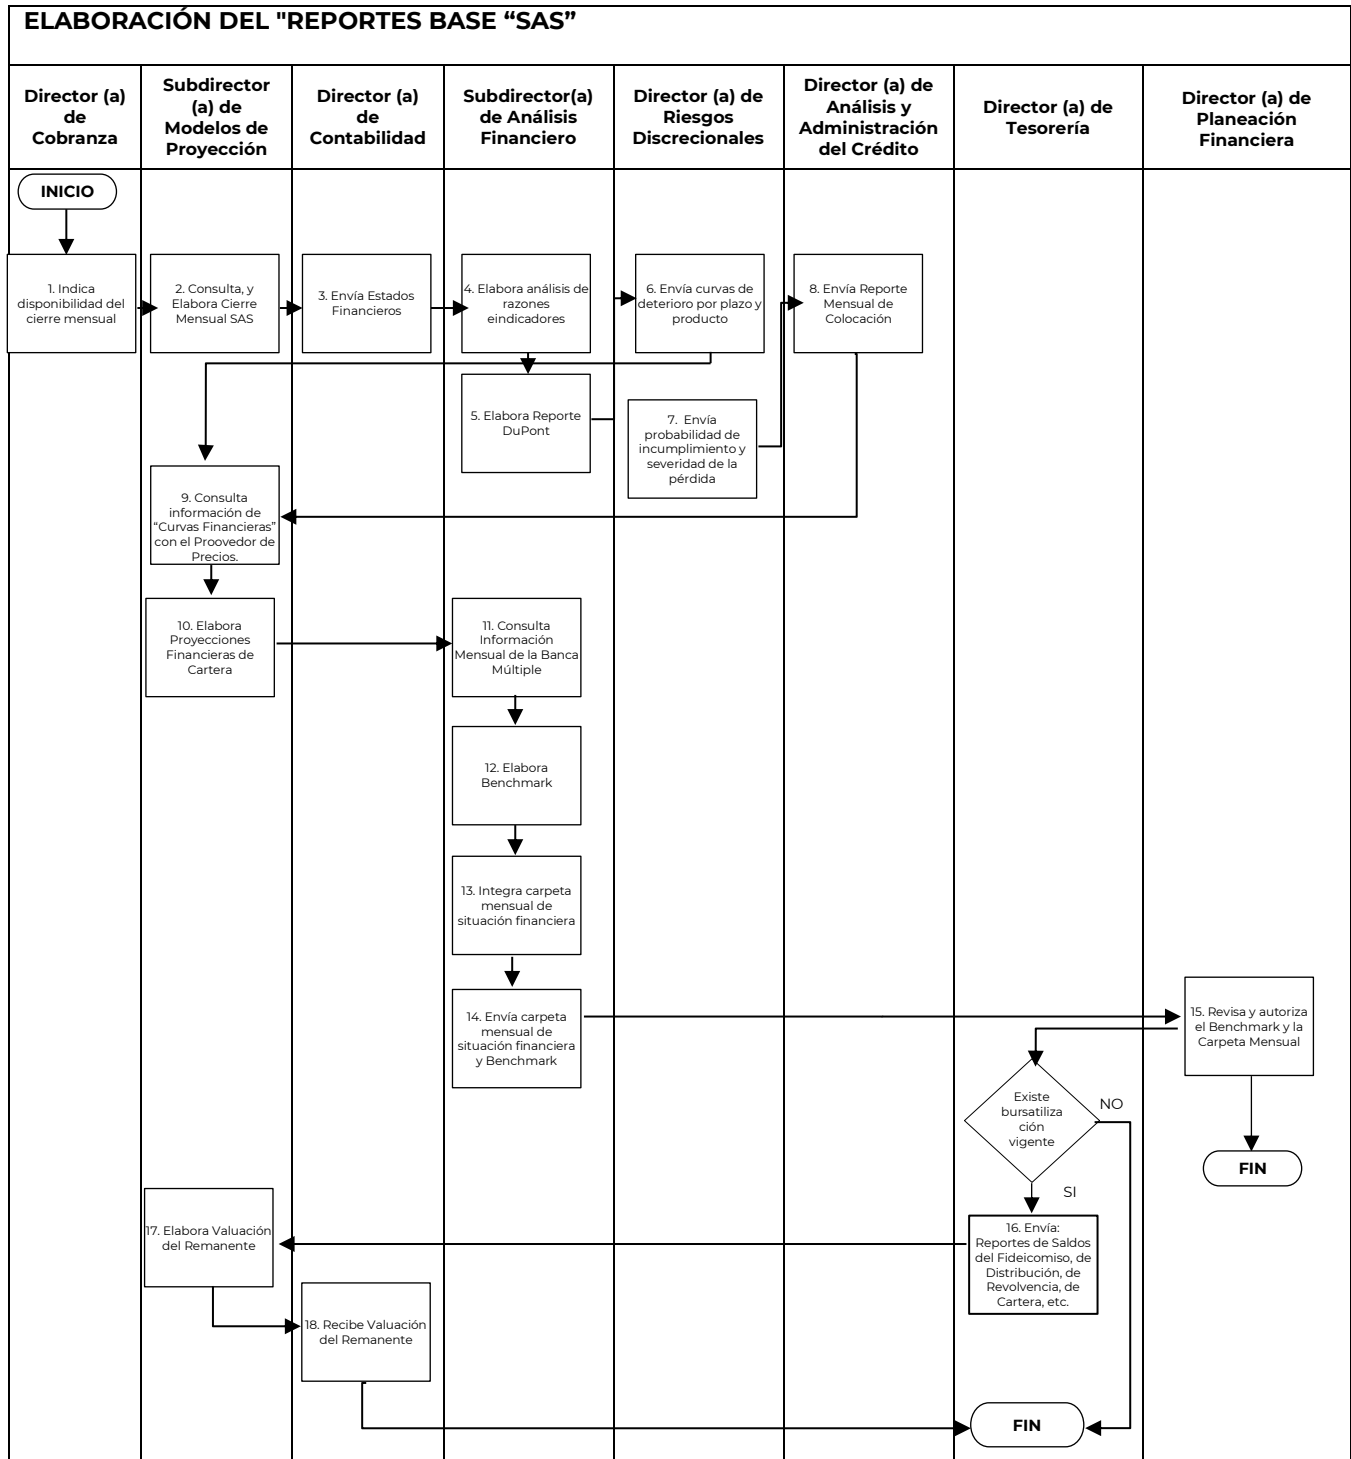 ELABORACIÓN DEL "REPORTES BASE “SAS”
Director (a)
de
Cobranza
Subdirector
(a) de
Modelos de
Proyección
Director (a)
de
Contabilidad
Subdirector(a)
de Análisis
Financiero
Director (a) de
Riesgos
Discrecionales
Director (a) de
Análisis y
Administración
del Crédito
Director (a) de
Tesorería
Director (a) de
Planeación
Financiera
INICIO
1. Indica
disponibilidad del
cierre mensual
2. Consulta, y
Elabora Cierre
Mensual SAS
3. Envía Estados
Financieros
4. Elabora análisis de
razones
eindicadores
6. Envía curvas de
deterioro por plazo y
producto
8. Envía Reporte
Mensual de
Colocación
5. Elabora Reporte
DuPont
7. Envía
probabilidad de
incumplimiento y
severidad de la
pérdida
9. Consulta
información de
“Curvas Financieras”
con el Proovedor de
Precios.
10. Elabora
Proyecciones
Financieras de
Cartera
11. Consulta
Información
Mensual de la Banca
Múltiple
12. Elabora
Benchmark
13. Integra carpeta
mensual de
situación financiera
14. Envía carpeta
mensual de
situación financiera
y Benchmark
15. Revisa y autoriza
el Benchmark y la
Carpeta Mensual
Existe
bursatiliza
ción
vigente
NO
FIN
SI
16. Envía:
Reportes de Saldos
del Fideicomiso, de
Distribución, de
Revolvencia, de
Cartera, etc.
17. Elabora Valuación
del Remanente
18. Recibe Valuación
del Remanente
FIN